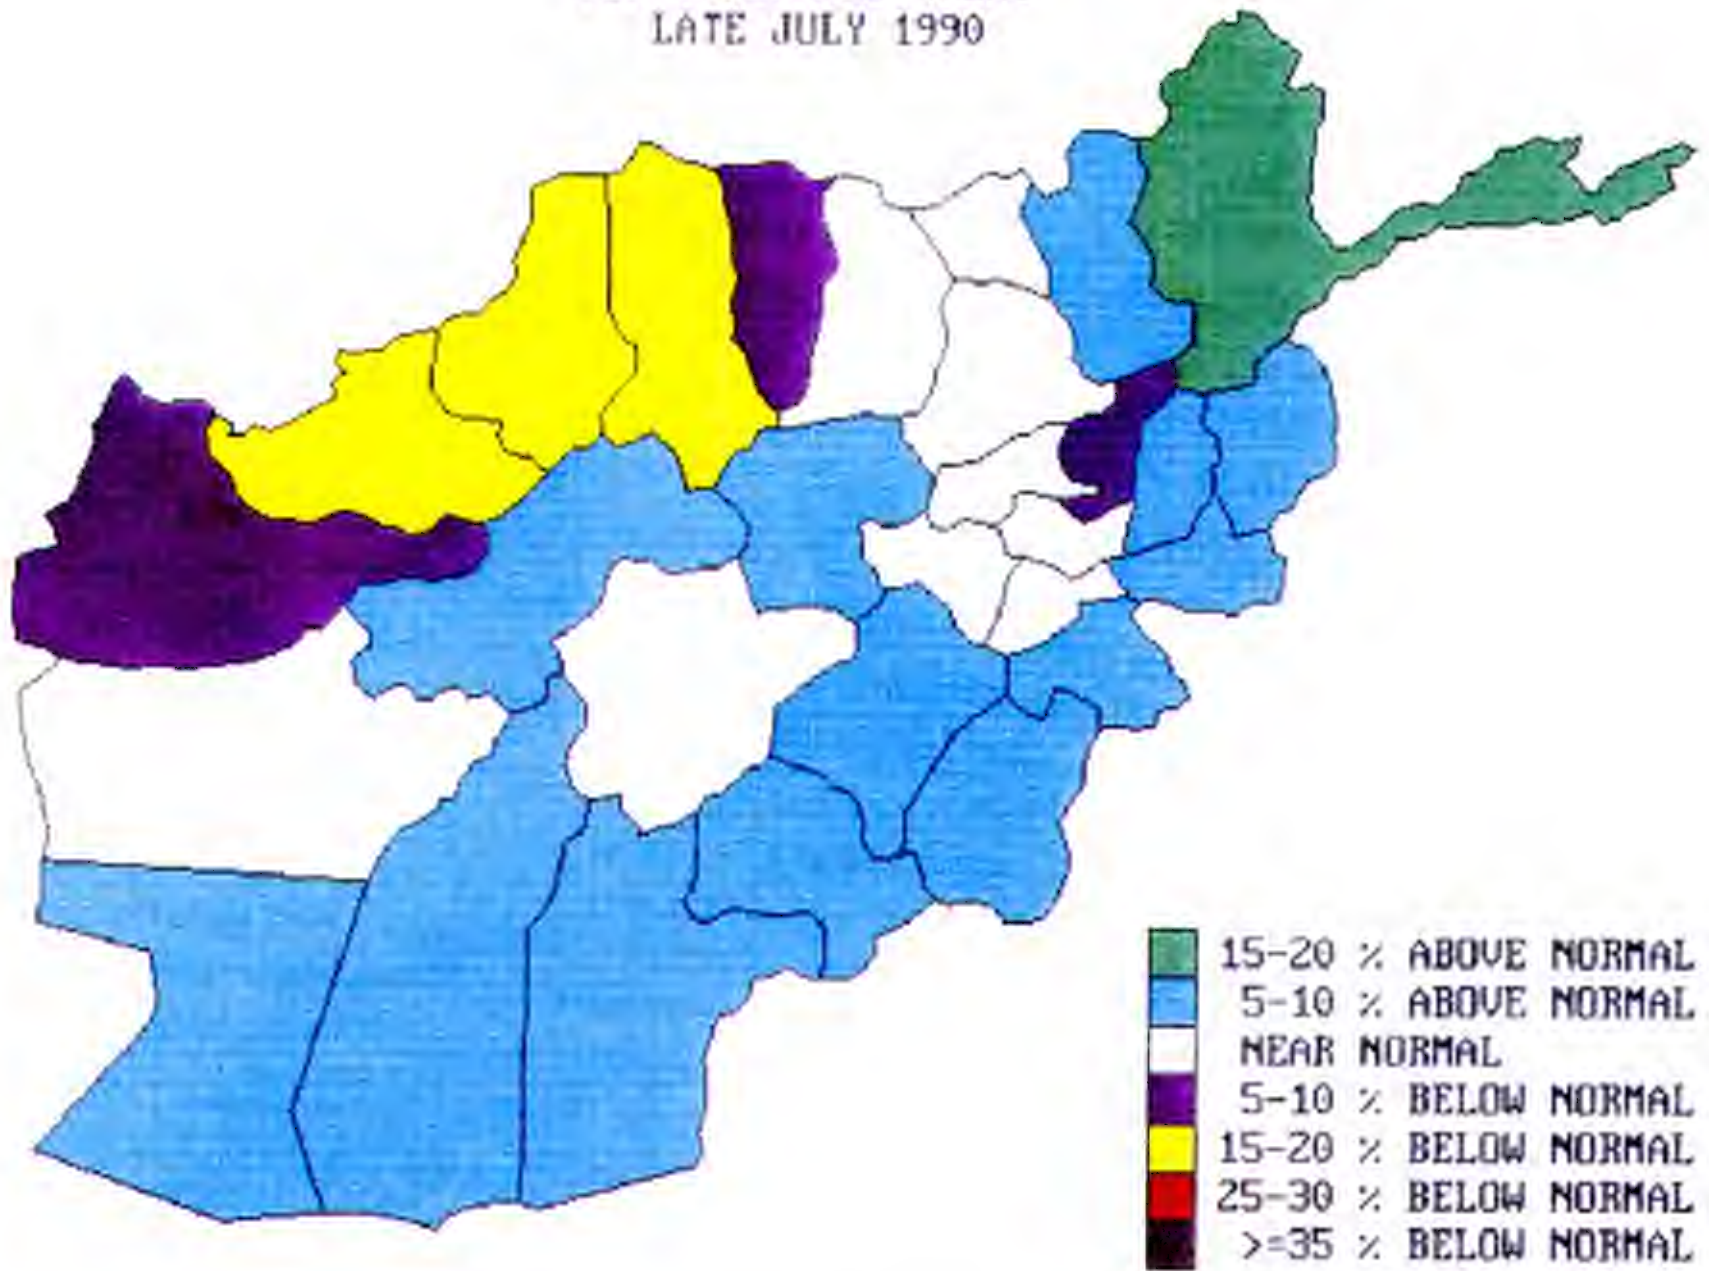 LATE JULY 1990
15-20 % ABOVE NORMAL
5-10 % ABOVE NORMAL
NEAR NORMAL
5-10 % BELOW NORMAL
15-20 % BELOW NORMAL
25-30 % BELOW NORMAL
>=35 % BELOW NORMAL